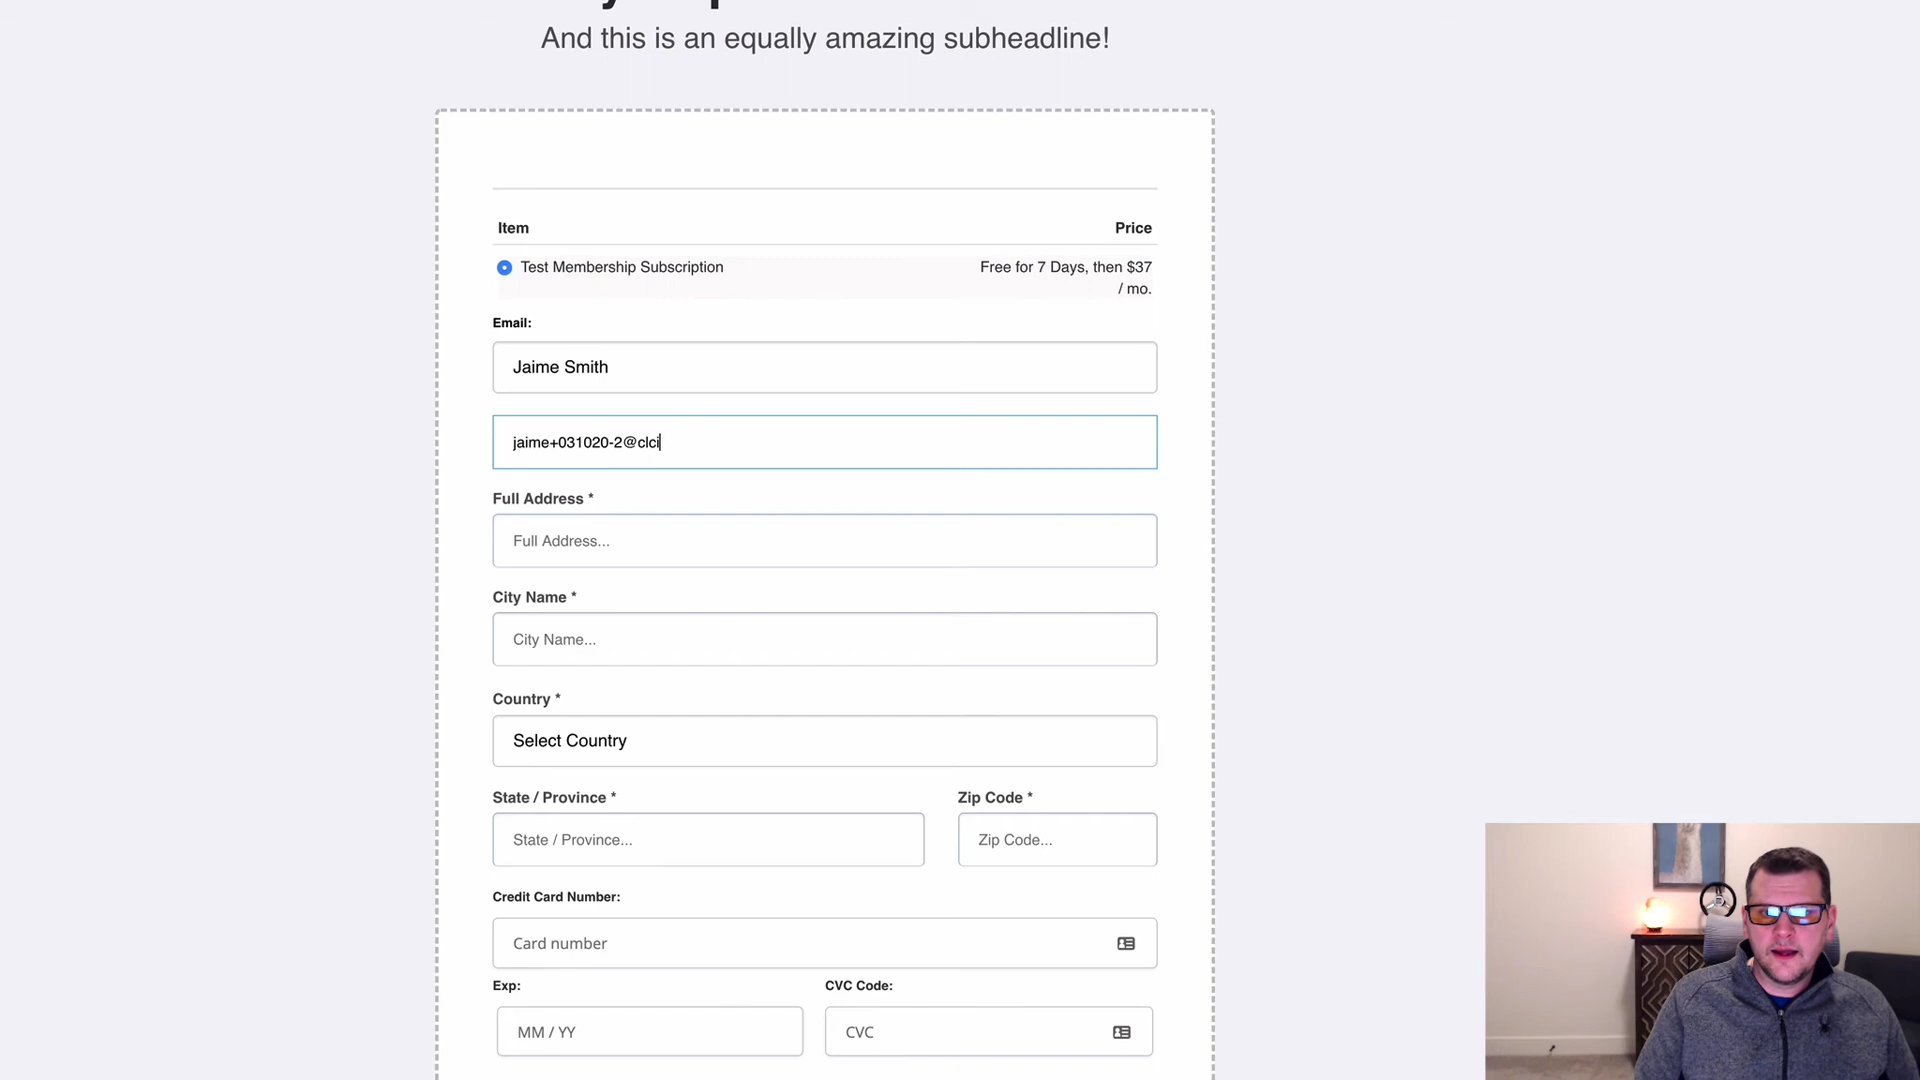 And this is an equally amazing subheadline!
Item Price
Test Membership Subscription Free for 7 Days, then $37
/ mo.
Email:
Jaime Smith
jaime+031020-2@clci
Full Address *
Full Address...
City Name *
City Name...
Country *
Select Country
State / Province * Zip Code *
State / Province... Zip Code...
Credit Card Number:
Card number
Exp: CVC Code:
MM / YY CVC